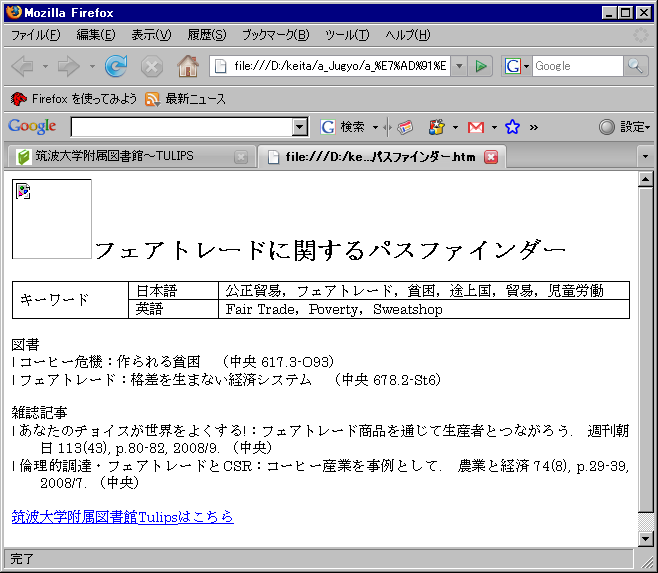 Mozilla Firefox
ファイル(F) 編集(E) 表示(V) 履歴(S) ブックマーク(B) ツール(T) ヘルプ(H)
file:///D:/keita/a_Jugyo/a_%E7%AD%91%E
G Google
Firefox を使ってみよう 最新ニュース
Google G 検索 » 設定
筑波大学附属図書館～TULIPS file:///D:/ke...パスファインダー.htm
フェアトレードに関するパスファインダー
キーワード 日本語 公正貿易，フェアトレード，貧困，途上国，貿易，児童労働
英語 Fair Trade, Poverty, Sweatshop
図書
l コーヒー危機：作られる貧困 （中央 617.3-O93）
l フェアトレード：格差を生まない経済システム （中央 678.2-St6）
雑誌記事
l あなたのチョイスが世界をよくする!：フェアトレード商品を通じて生産者とつながろう. 週刊朝
日 113(43), p.80-82, 2008/9. （中央）
l 倫理的調達・フェアトレードとCSR：コーヒー産業を事例として. 農業と経済 74(8), p.29-39,
2008/7. （中央）
筑波大学附属図書館Tulipsはこちら
完了